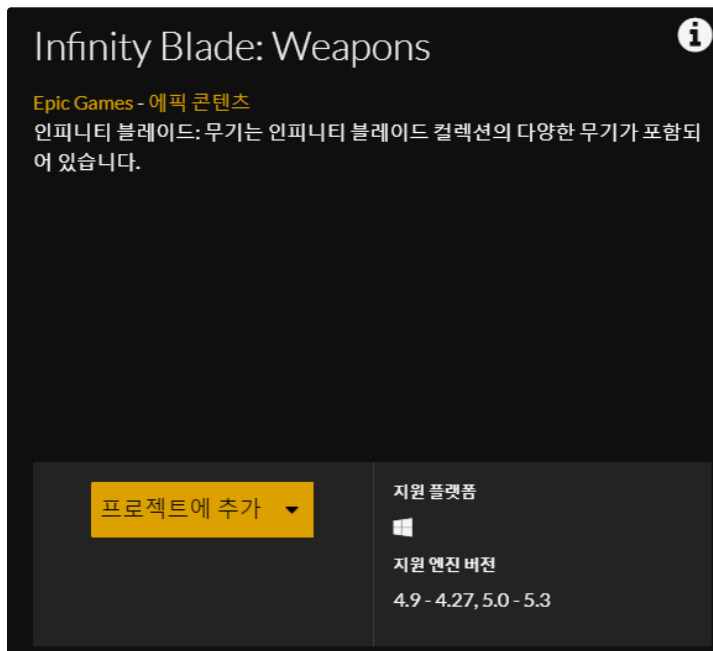 Infinity Blade: Weapons
Epic Games - 에픽 콘텐츠
인피니티 블레이드: 무기는 인피니티 블레이드 컬렉션의 다양한 무기가 포함되
어 있습니다.
프로젝트에 추가
지원 플랫폼
지원 엔진 버전
4.9 - 4.27, 5.0 - 5.3